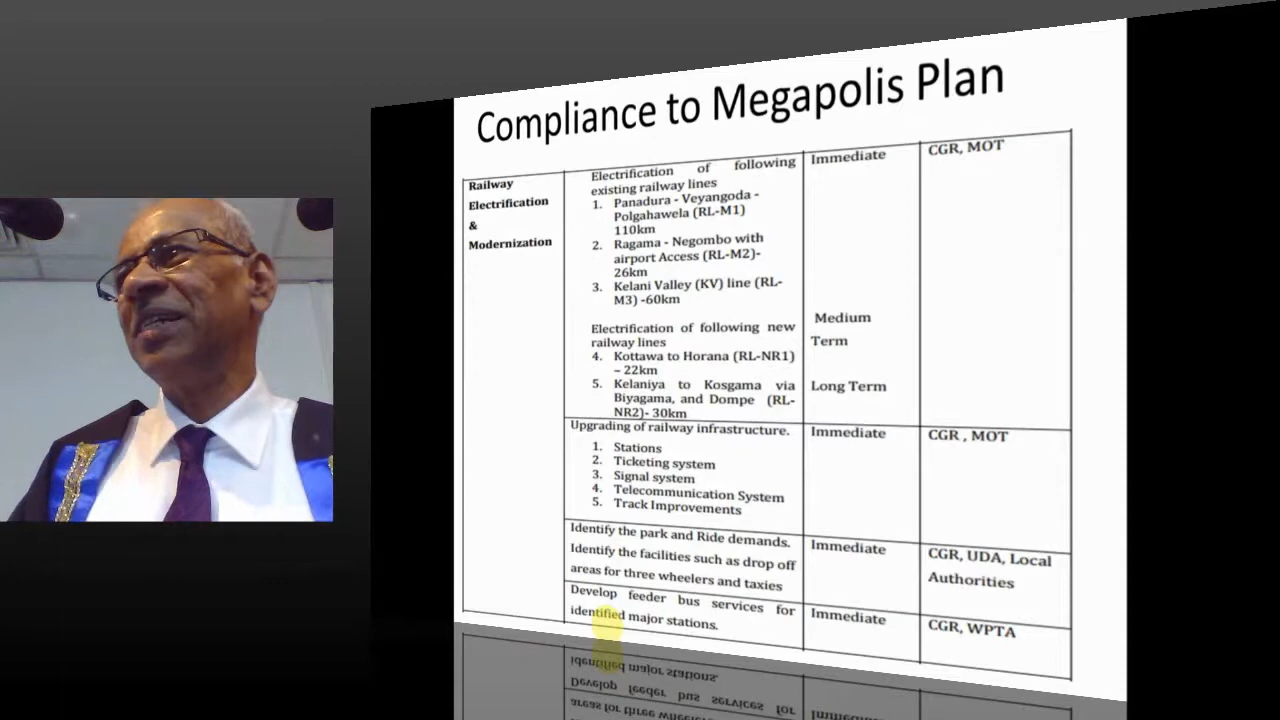 Compliance to Megapolis Plan
Railway
Electrification
&
Modernization
Electrification of following
existing railway lines
1. Panadura - Veyangoda -
Polgahawela (RL-M1)
110km
2. Ragama - Negombo with
airport Access (RL-M2)-
26km
3. Kelani Valley (KV) line (RL-
M3) -60km
Electrification of following new
railway lines
4. Kottawa to Horana (RL-NR1)
– 22km
5. Kelaniya to Kosgama via
Biyagama, and Dompe (RL-
NR2)- 30km
Immediate
Medium
Term
Long Term
CGR, MOT
Upgrading of railway infrastructure.
1. Stations
2. Ticketing system
3. Signal system
4. Telecommunication System
5. Track Improvements
Immediate
CGR , MOT
Identify the park and Ride demands.
Identify the facilities such as drop off
areas for three wheelers and taxies
Immediate
CGR, UDA, Local
Authorities
Develop feeder bus services for
identified major stations.
Immediate
CGR, WPTA